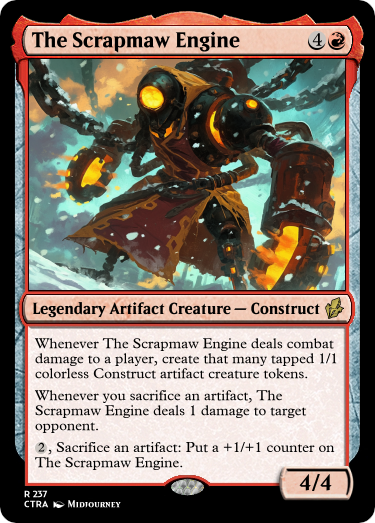 The Scrapmaw Engine 4
Legendary Artifact Creature — Construct
Whenever The Scrapmaw Engine deals combat
damage to a player, create that many tapped 1/1
colorless Construct artifact creature tokens.
Whenever you sacrifice an artifact, The
Scrapmaw Engine deals 1 damage to target
opponent.
2, Sacrifice an artifact: Put a +1/+1 counter on
The Scrapmaw Engine.
4/4
R 237
CTRA Midjourney